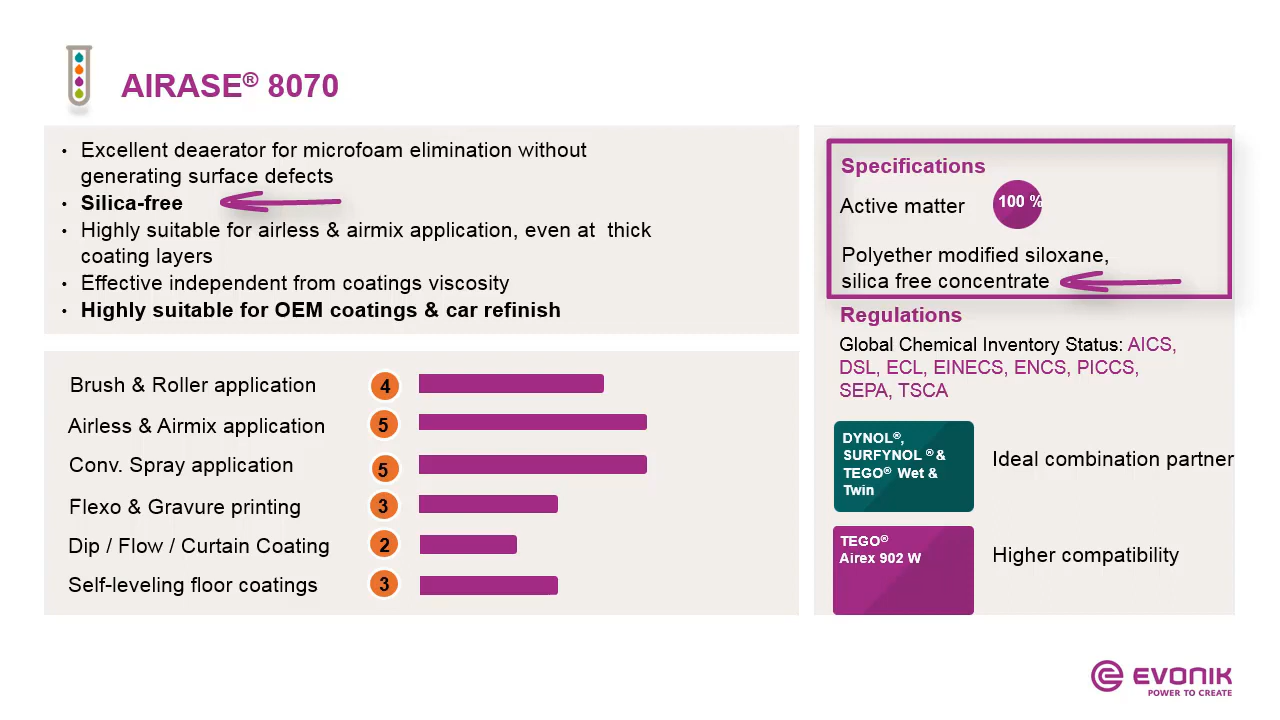 AIRASE® 8070
• Excellent deaerator for microfoam elimination without
generating surface defects
• Silica-free
• Highly suitable for airless & airmix application, even at thick
coating layers
• Effective independent from coatings viscosity
• Highly suitable for OEM coatings & car refinish
Brush & Roller application 4
Airless & Airmix application 5
Conv. Spray application 5
Flexo & Gravure printing 3
Dip / Flow / Curtain Coating 2
Self-leveling floor coatings 3
Specifications
Active matter 100 %
Polyether modified siloxane,
silica free concentrate
Regulations
Global Chemical Inventory Status: AICS,
DSL, ECL, EINECS, ENCS, PICCS,
SEPA, TSCA
DYNOL®,
SURFYNOL ® &
TEGO® Wet &
Twin
Ideal combination partner
TEGO®
Airex 902 W
Higher compatibility
EVONIK
POWER TO CREATE